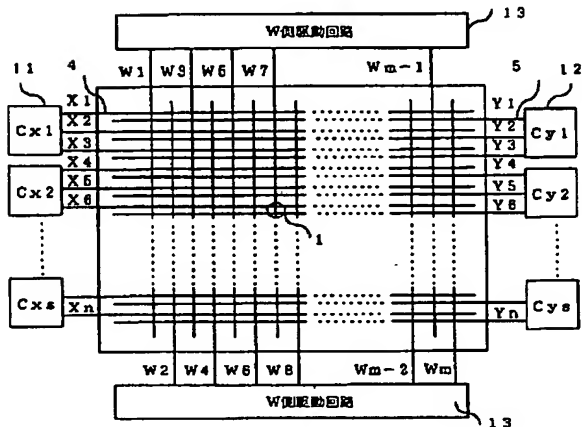 W側駆動回路
13
11
4
W1 W3 W5 W7
Wm-1
5
12
X1
X2
X3
X4
X5
X6
Xn
Cx1
Cx2
Cxs
Y1
Y2
Y3
Y4
Y5
Y6
Yn
Cy1
Cy2
Cys
1
W2 W4 W6 W8
Wm-2 Wm
W側駆動回路
13